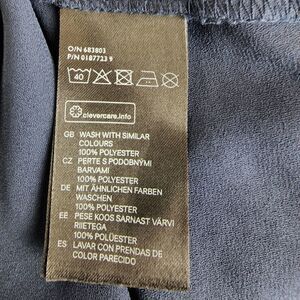 O/N 683803
P/N 0187723 9
40
clevercare.info
GB WASH WITH SIMILAR
COLOURS
100% POLYESTER
CZ PERTE S PODOBNÝMI
BARVAMI
100% POLYESTER
DE MIT ÄHNLICHEN FARBEN
WASCHEN
100% POLYESTER
EE PESE KOOS SARNAST VÄRVI
RIIETEGA
100% POLÜESTER
ES LAVAR CON PRENDAS DE
COLOR PARECIDO